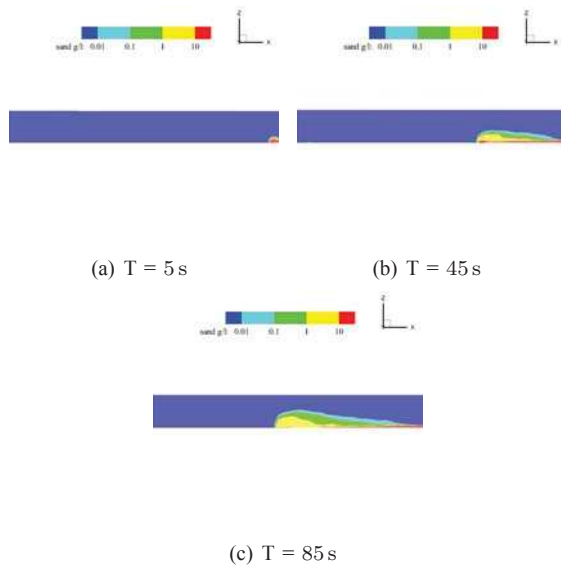 z
x
sand g/l: 0.01 0.1 1 10
z
x
sand g/l: 0.01 0.1 1 10
(a) T = 5 s
(b) T = 45 s
z
x
sand g/l: 0.01 0.1 1 10
(c) T = 85 s